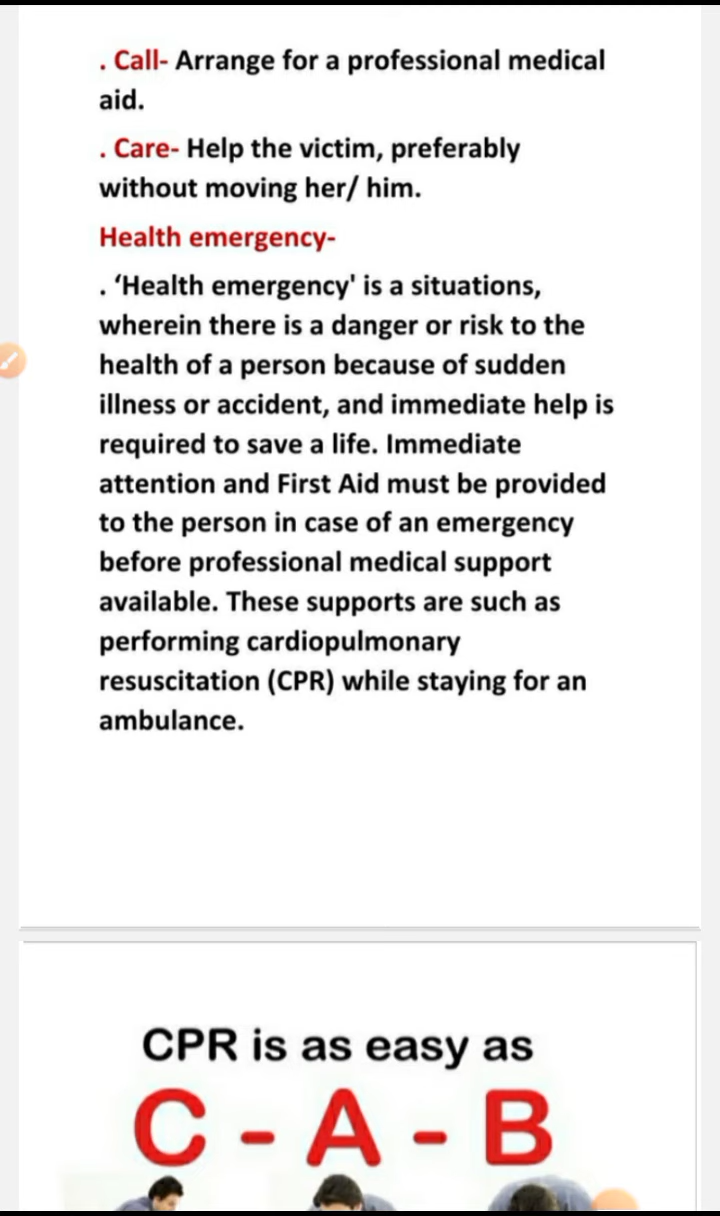 . Call- Arrange for a professional medical
aid.
. Care- Help the victim, preferably
without moving her/ him.
Health emergency-
. ‘Health emergency' is a situations,
wherein there is a danger or risk to the
health of a person because of sudden
illness or accident, and immediate help is
required to save a life. Immediate
attention and First Aid must be provided
to the person in case of an emergency
before professional medical support
available. These supports are such as
performing cardiopulmonary
resuscitation (CPR) while staying for an
ambulance.
CPR is as easy as
C - A - B